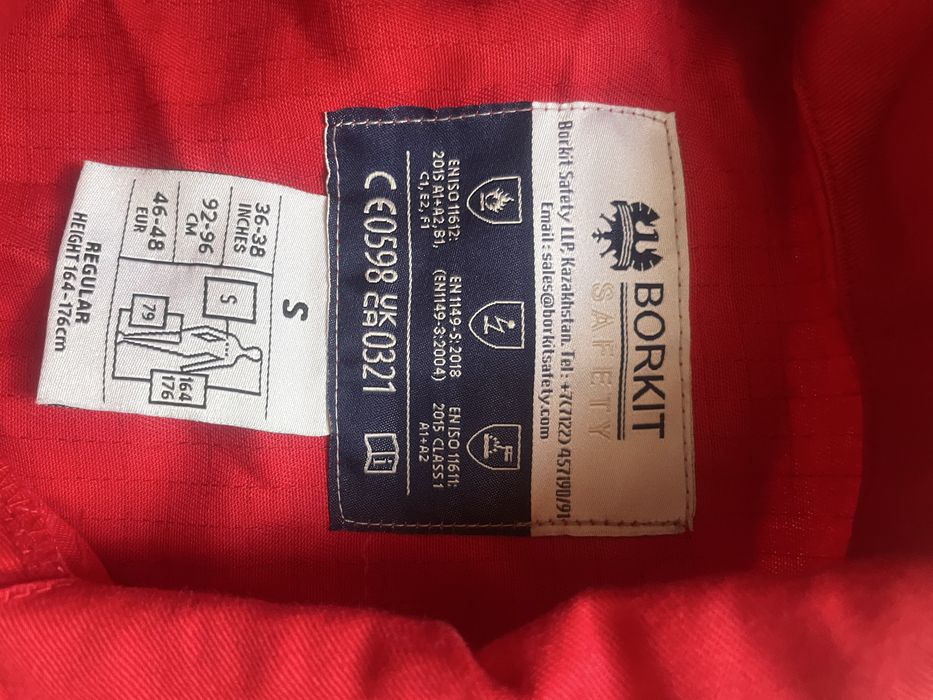 BORKIT
SAFETY
Borkit Safety LLP, Kazakhstan. Tel: +7(7122) 457190/91
Email: sales@borkitsafety.com
EN ISO 11612:
2015 A1+A2,B1,
C1, E2, F1
EN 1149-5:2018
(EN1149-3:2004)
EN ISO 11611:
2015 CLASS 1
A1+A2
CE0598 UKCA0321
i
S
36-38
INCHES
92-96
CM
46-48
EUR
S
79
164
176
REGULAR
HEIGHT 164-176cm